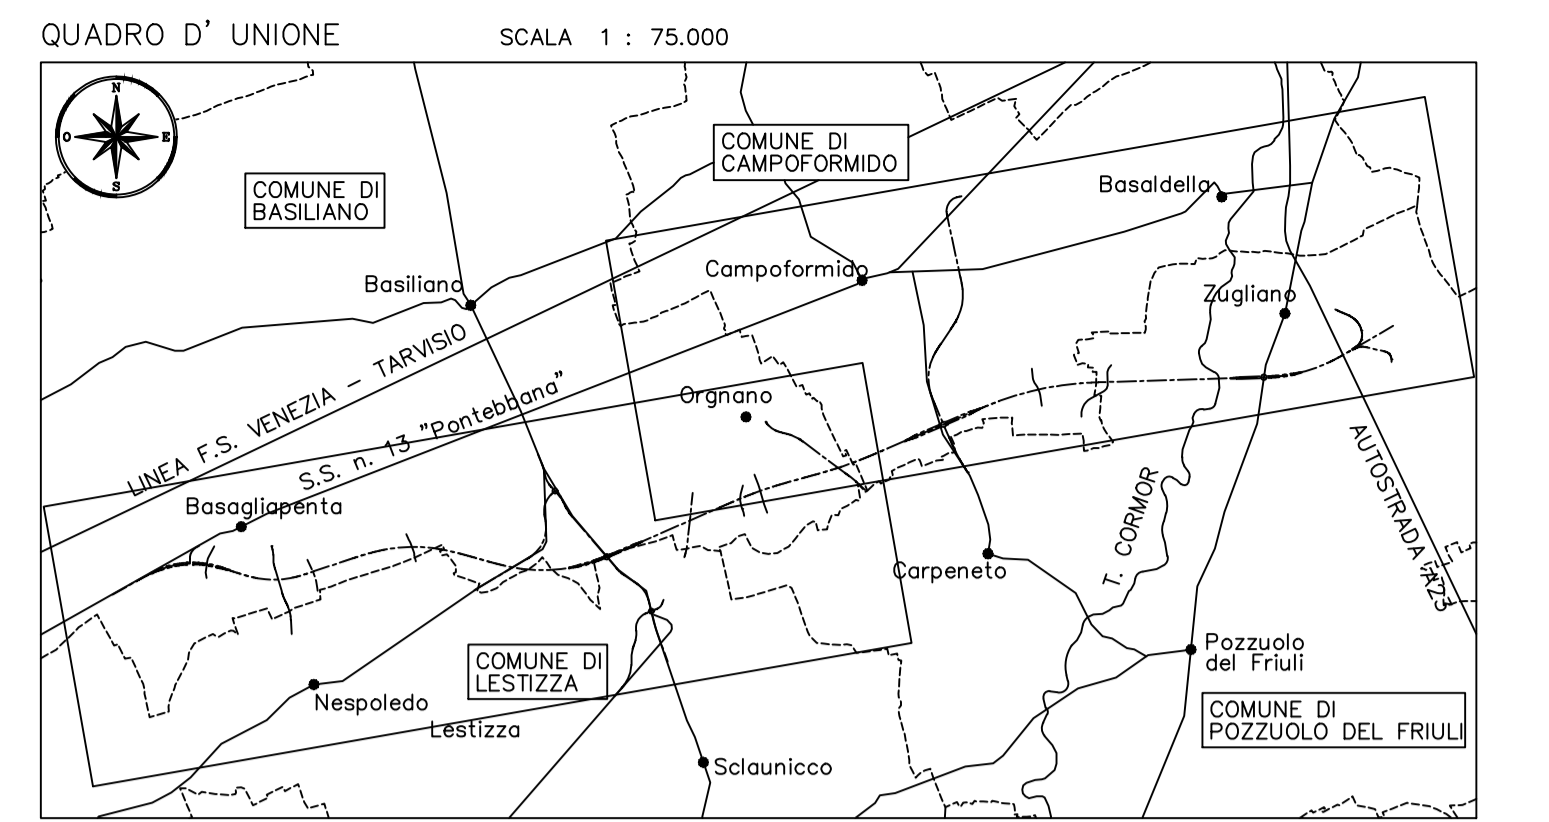 QUADRO D' UNIONE
SCALA 1 : 75.000
N
O
E
S
COMUNE DI
CAMPOFORMIDO
COMUNE DI
BASILIANO
Basaldella
Campoformido
Basiliano
Zugliano
LINEA F.S. VENEZIA - TARVISIO
S.S. n. 13 "Pontebbana"
Orgnano
Basagliapenta
AUTOSTRADA A23
T. CORMOR
Carpeneto
COMUNE DI
LESTIZZA
Pozzuolo
del Friuli
Nespoledo
Lestizza
COMUNE DI
POZZUOLO DEL FRIULI
Sclaunicco